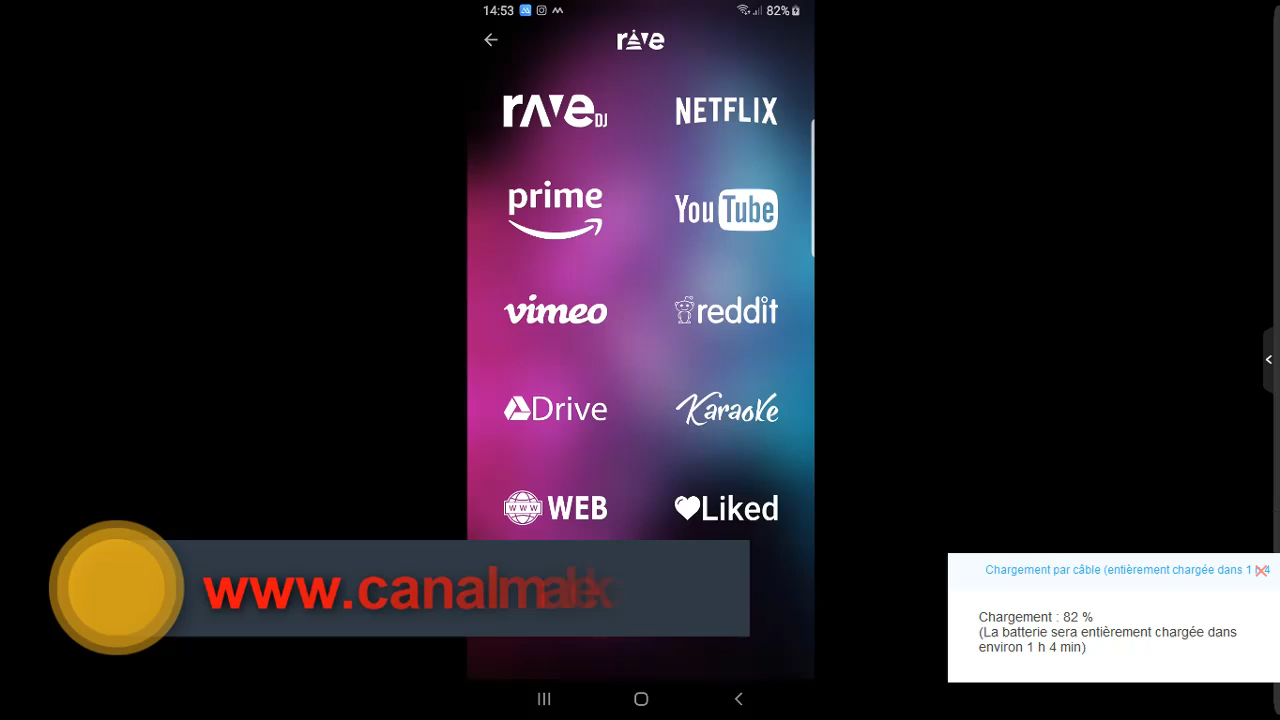 14:53
82%
rave
rave DJ
NETFLIX
prime
YouTube
vimeo
reddit
Drive
Karaoke
WWW WEB
Liked
Chargement par câble (entièrement chargée dans 1
Chargement : 82 %
(La batterie sera entièrement chargée dans
environ 1 h 4 min)